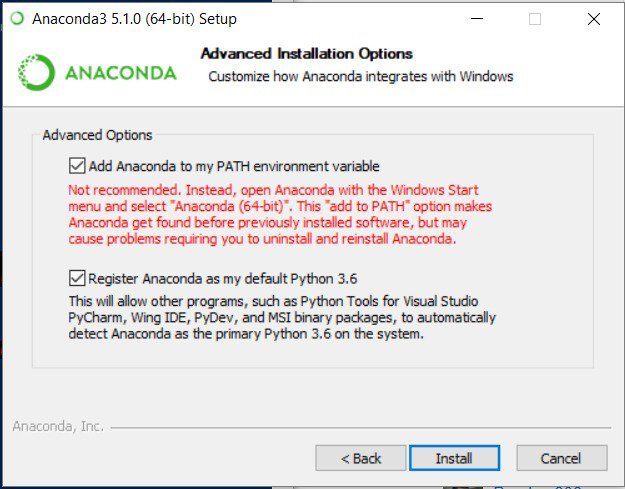 Anaconda3 5.1.0 (64-bit) Setup
ANACONDA
Advanced Installation Options
Customize how Anaconda integrates with Windows
Advanced Options
Add Anaconda to my PATH environment variable
Not recommended. Instead, open Anaconda with the Windows Start
menu and select "Anaconda (64-bit)". This "add to PATH" option makes
Anaconda get found before previously installed software, but may
cause problems requiring you to uninstall and reinstall Anaconda.
Register Anaconda as my default Python 3.6
This will allow other programs, such as Python Tools for Visual Studio
PyCharm, Wing IDE, PyDev, and MSI binary packages, to automatically
detect Anaconda as the primary Python 3.6 on the system.
Anaconda, Inc.
< Back
Install
Cancel